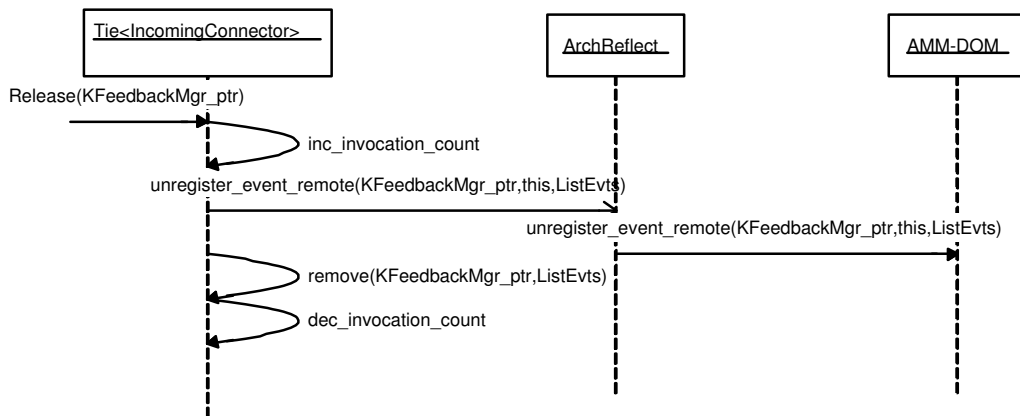 Tie<IncomingConnector>
ArchReflect
AMM-DOM
Release(KFeedbackMgr_ptr)
inc_invocation_count
unregister_event_remote(KFeedbackMgr_ptr,this,ListEvts)
unregister_event_remote(KFeedbackMgr_ptr,this,ListEvts)
remove(KFeedbackMgr_ptr,ListEvts)
dec_invocation_count